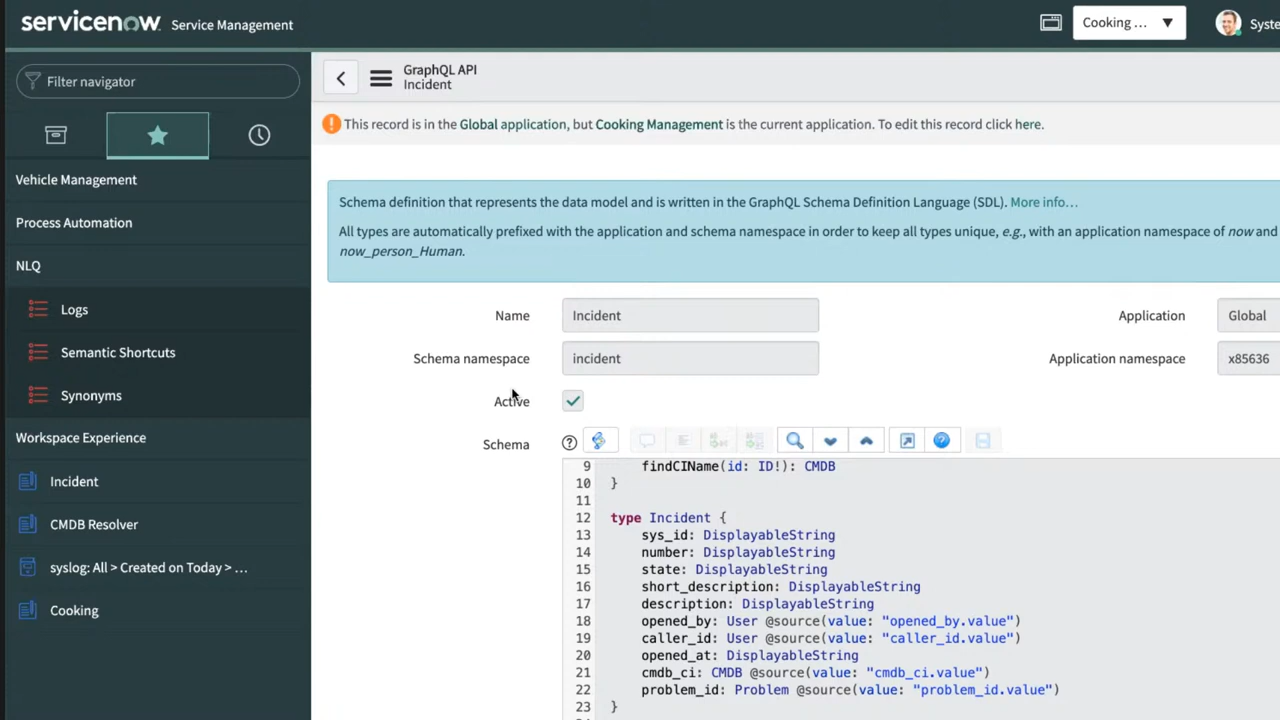 servicenow Service Management
Cooking ...
Syste
Filter navigator
GraphQL API
Incident
This record is in the Global application, but Cooking Management is the current application. To edit this record click here.
Vehicle Management
Process Automation
NLQ
Logs
Semantic Shortcuts
Synonyms
Workspace Experience
Incident
CMDB Resolver
syslog: All > Created on Today > ...
Cooking
Schema definition that represents the data model and is written in the GraphQL Schema Definition Language (SDL). More info...
All types are automatically prefixed with the application and schema namespace in order to keep all types unique, e.g., with an application namespace of now and
now_person_Human.
Name Incident
Application Global
Schema namespace incident
Application namespace x85636
Active
Schema
9 findCIName(id: ID!): CMDB
10 }
11
12 type Incident {
13 sys_id: DisplayableString
14 number: DisplayableString
15 state: DisplayableString
16 short_description: DisplayableString
17 description: DisplayableString
18 opened_by: User @source(value: "opened_by.value")
19 caller_id: User @source(value: "caller_id.value")
20 opened_at: DisplayableString
21 cmdb_ci: CMDB @source(value: "cmdb_ci.value")
22 problem_id: Problem @source(value: "problem_id.value")
23 }